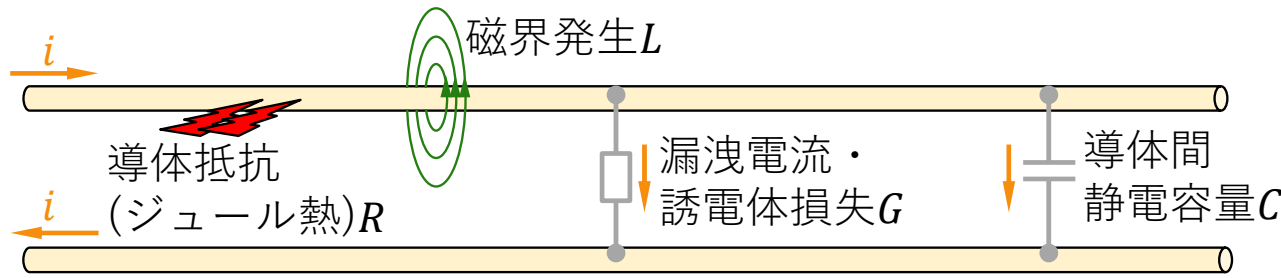 i
磁界発生L
導体抵抗
(ジュール熱)R
i
漏洩電流・
誘電体損失G
導体間
静電容量C